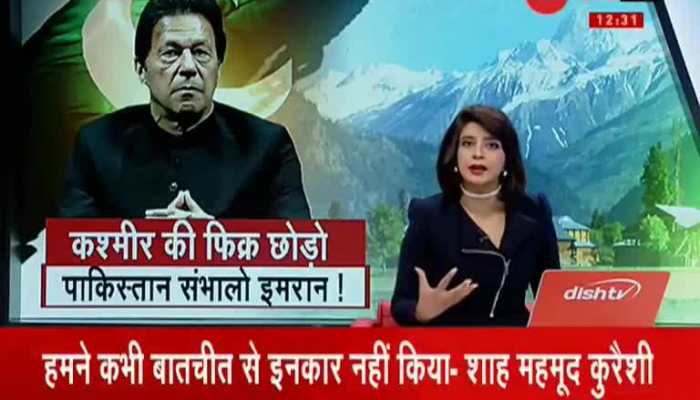 12:31
कश्मीर की फिक्र छोड़ो
पाकिस्तान संभालो इमरान !
dishtv
हमने कभी बातचीत से इनकार नहीं किया- शाह महमूद कुरैशी